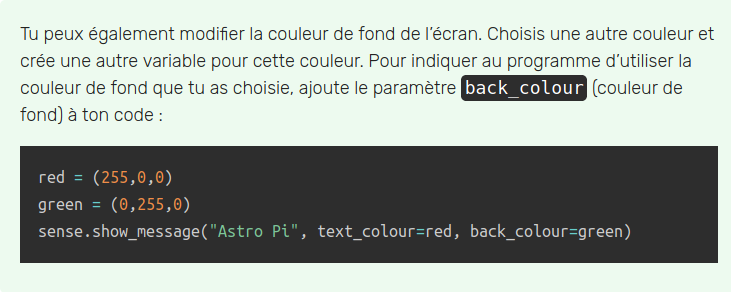 Tu peux également modifier la couleur de fond de l’écran. Choisis une autre couleur et
crée une autre variable pour cette couleur. Pour indiquer au programme d’utiliser la
couleur de fond que tu as choisie, ajoute le paramètre back_colour (couleur de
fond) à ton code :
red = (255,0,0)
green = (0,255,0)
sense.show_message("Astro Pi", text_colour=red, back_colour=green)